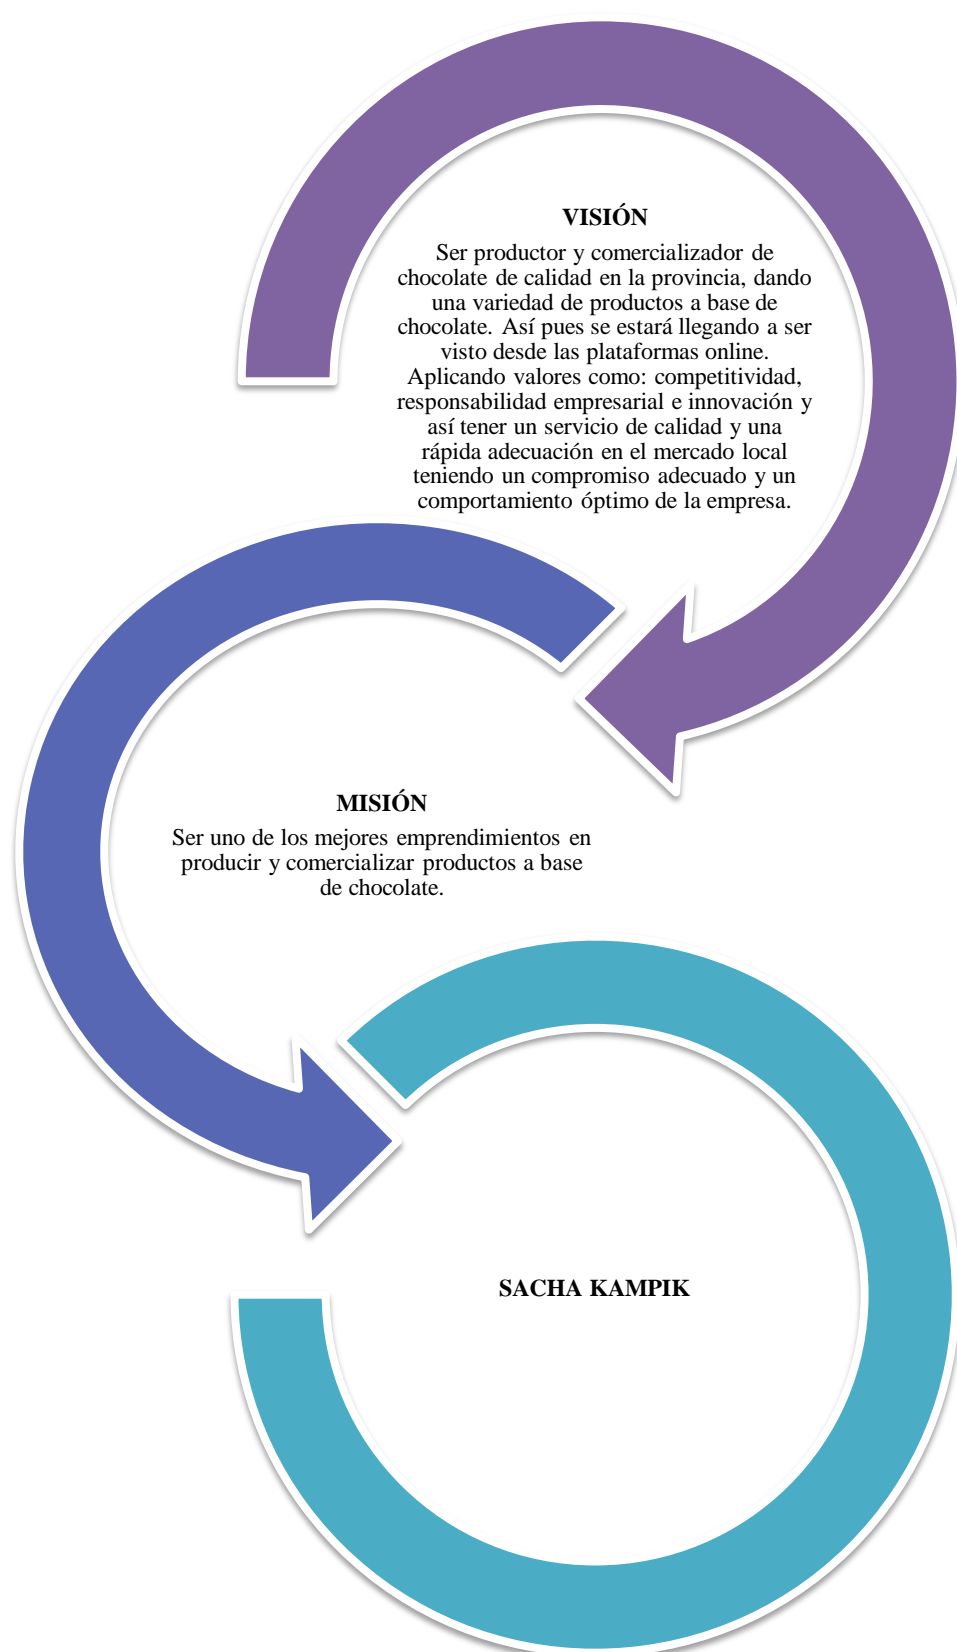 VISIÓN
Ser productor y comercializador de
chocolate de calidad en la provincia, dando
una variedad de productos a base de
chocolate. Así pues se estará llegando a ser
visto desde las plataformas online.
Aplicando valores como: competitividad,
responsabilidad empresarial e innovación y
así tener un servicio de calidad y una
rápida adecuación en el mercado local
teniendo un compromiso adecuado y un
comportamiento óptimo de la empresa.
MISIÓN
Ser uno de los mejores emprendimientos en
producir y comercializar productos a base
de chocolate.
SACHA KAMPIK